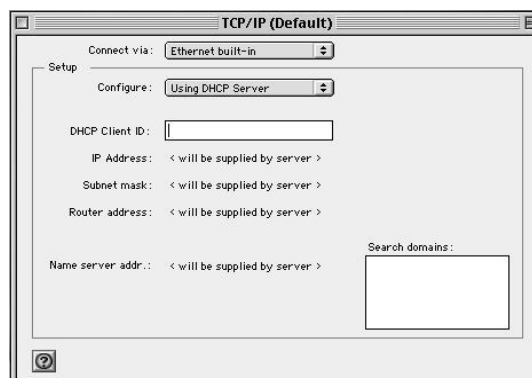 TCP/IP (Default)
Connect via: Ethernet built-in
Setup
Configure: Using DHCP Server
DHCP Client ID:
IP Address: < will be supplied by server >
Subnet mask: < will be supplied by server >
Router address: < will be supplied by server >
Search domains:
Name server addr.: < will be supplied by server >
?